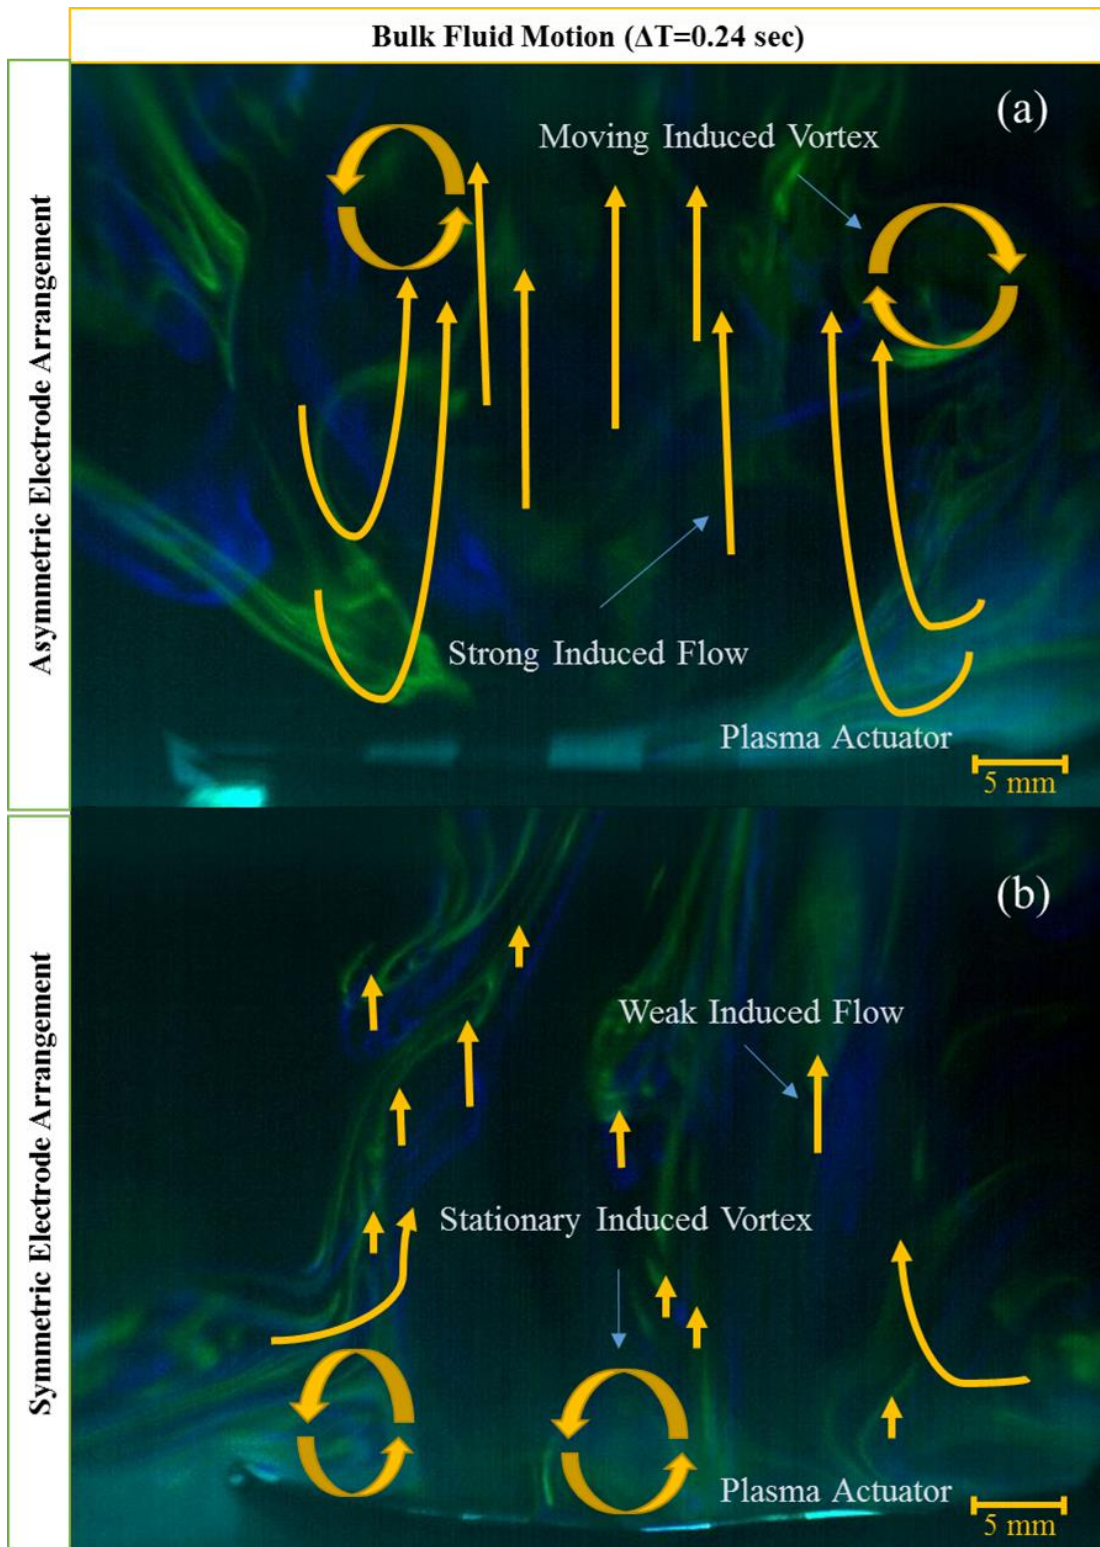 Bulk Fluid Motion (ΔT=0.24 sec)
Asymmetric Electrode Arrangement
(a)
Moving Induced Vortex
Strong Induced Flow
Plasma Actuator
5 mm
Symmetric Electrode Arrangement
(b)
Weak Induced Flow
Stationary Induced Vortex
Plasma Actuator
5 mm